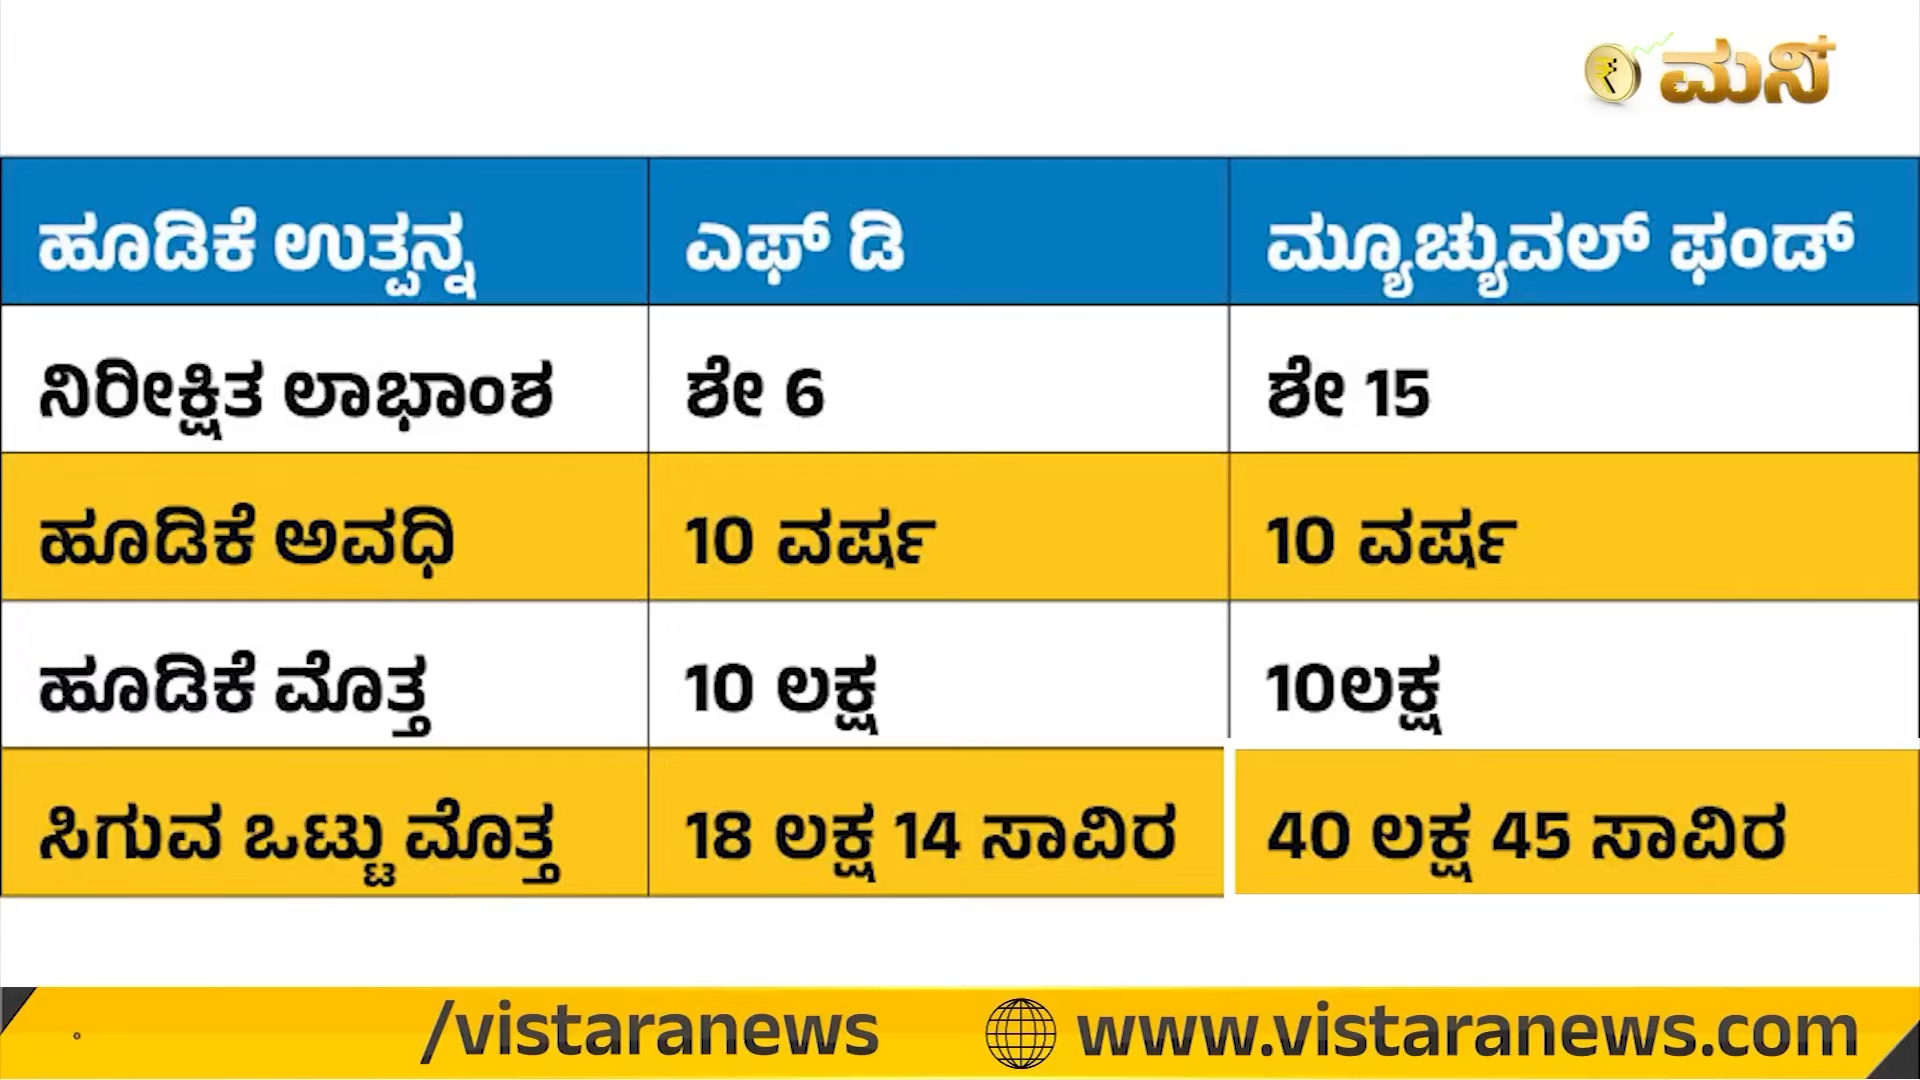 ಮನಿ+
ಹೂಡಿಕೆ ಉತ್ಪನ್ನ ಎಫ್ ಡಿ ಮ್ಯೂಚ್ಯುವಲ್ ಫಂಡ್
ನಿರೀಕ್ಷಿತ ಲಾಭಾಂಶ ಶೇ 6 ಶೇ 15
ಹೂಡಿಕೆ ಅವಧಿ 10 ವರ್ಷ 10 ವರ್ಷ
ಹೂಡಿಕೆ ಮೊತ್ತ 10 ಲಕ್ಷ 10ಲಕ್ಷ
ಸಿಗುವ ಒಟ್ಟು ಮೊತ್ತ 18 ಲಕ್ಷ 14 ಸಾವಿರ 40 ಲಕ್ಷ 45 ಸಾವಿರ
/vistaranews www.vistaranews.com